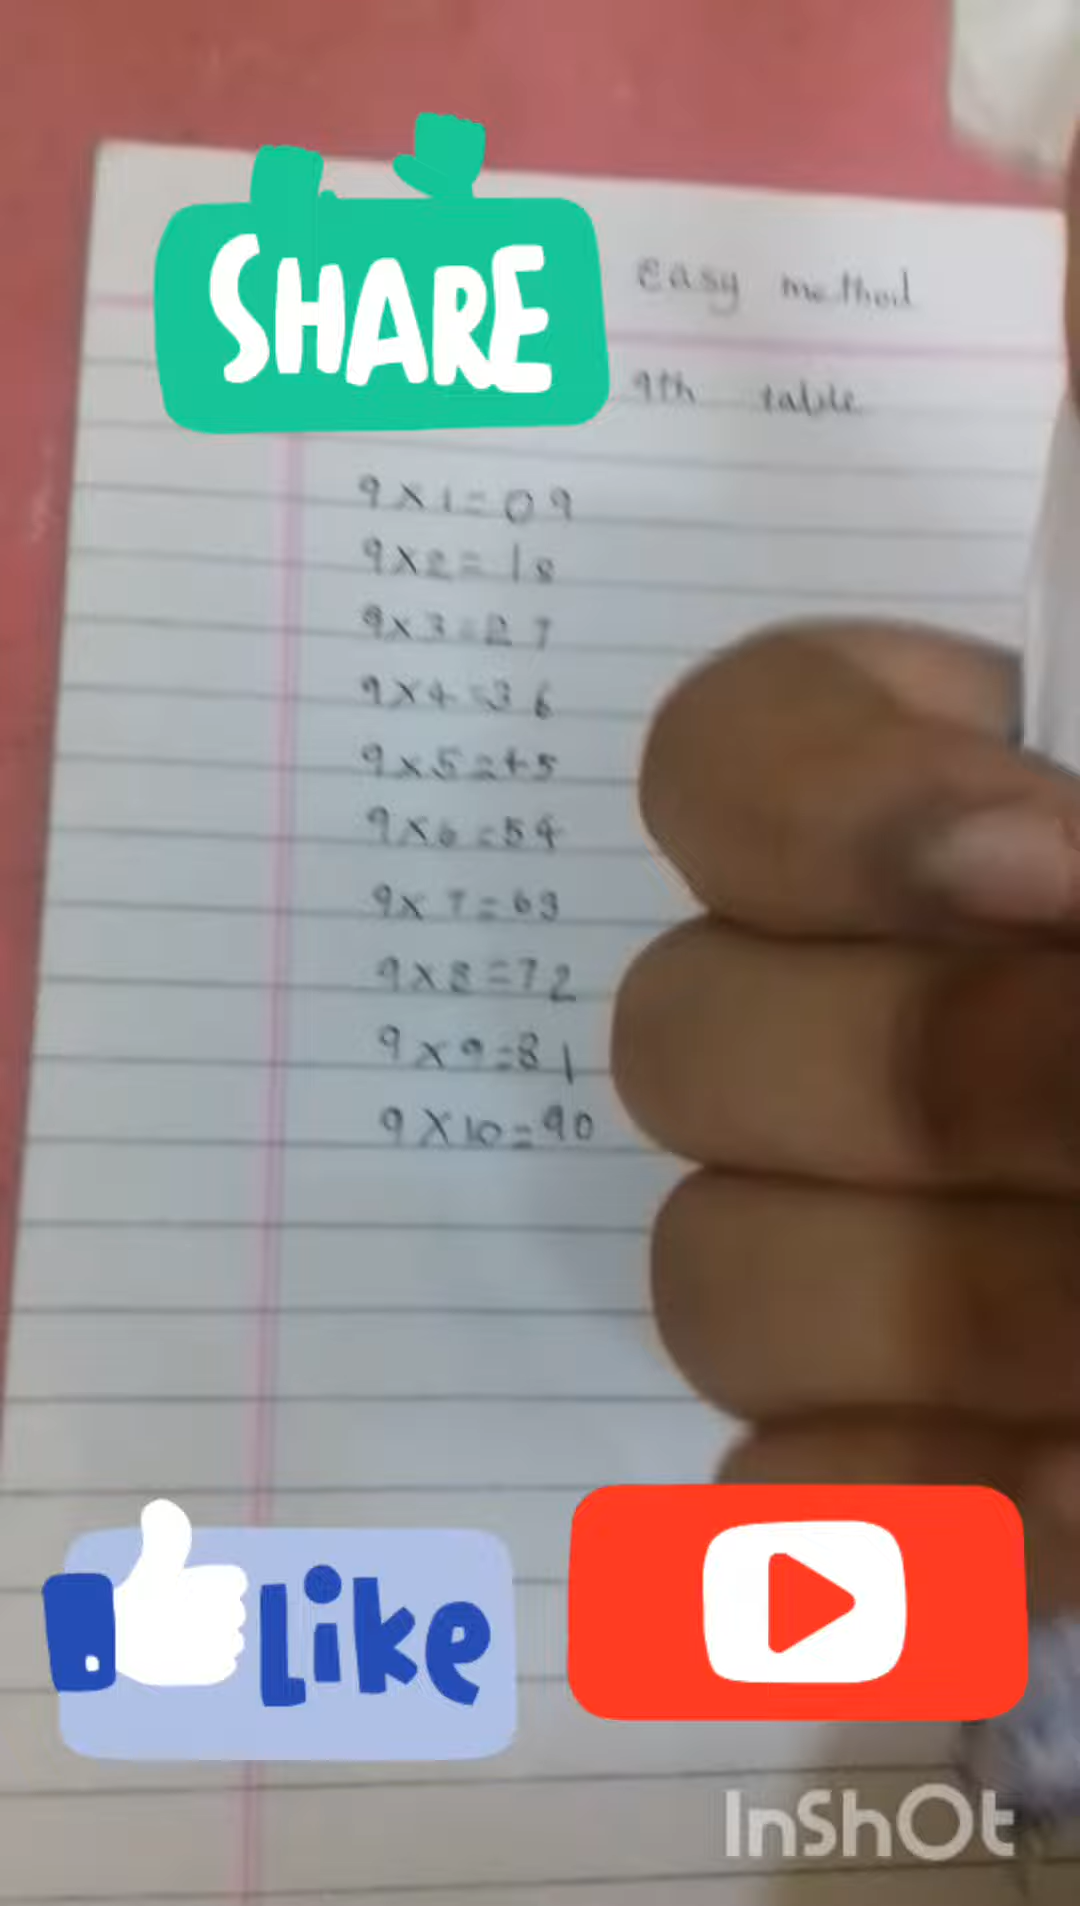 SHARE
easy method
9th table
9×1=09
9×2=18
9×3=27
9×4=36
9×5=45
9×6=54
9×7=63
9×8=72
9×9=81
9×10=90
Like
InShOt